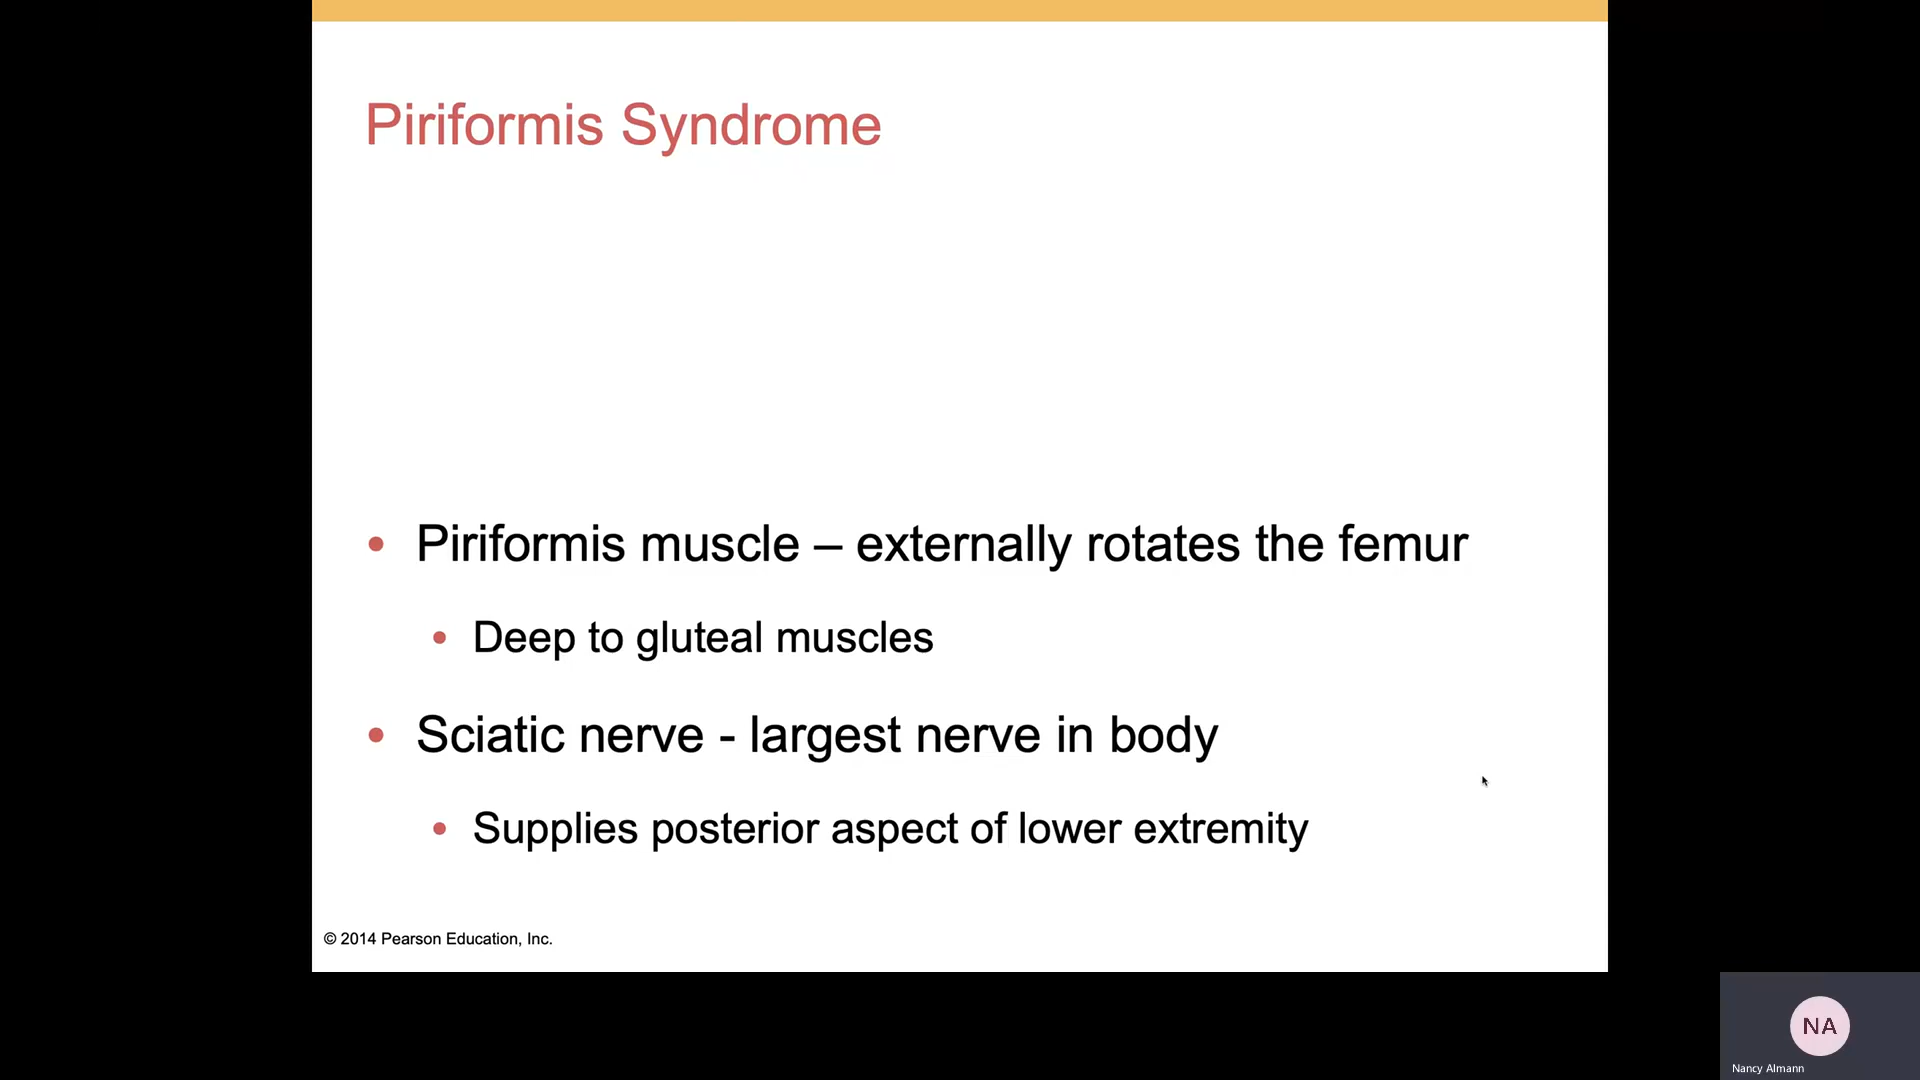 Piriformis Syndrome
• Piriformis muscle – externally rotates the femur
• Deep to gluteal muscles
• Sciatic nerve - largest nerve in body
• Supplies posterior aspect of lower extremity
© 2014 Pearson Education, Inc.
NA
Nancy Almann